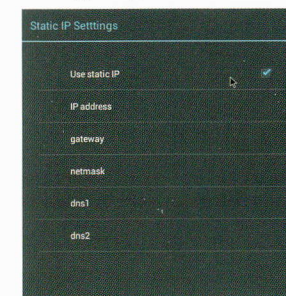 Static IP Setttings
Use static IP
IP address
gateway
netmask
dns1
dns2